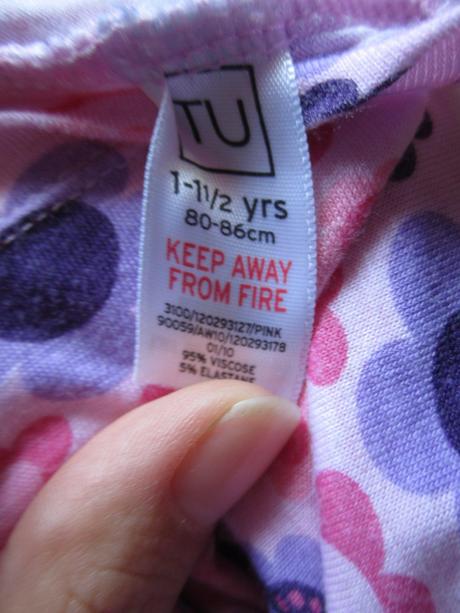 TU
1-1½ yrs
80-86cm
KEEP AWAY
FROM FIRE
3100/120293127/PINK
90059/AW10/120293178
01/10
95% VISCOSE
5% ELASTANE